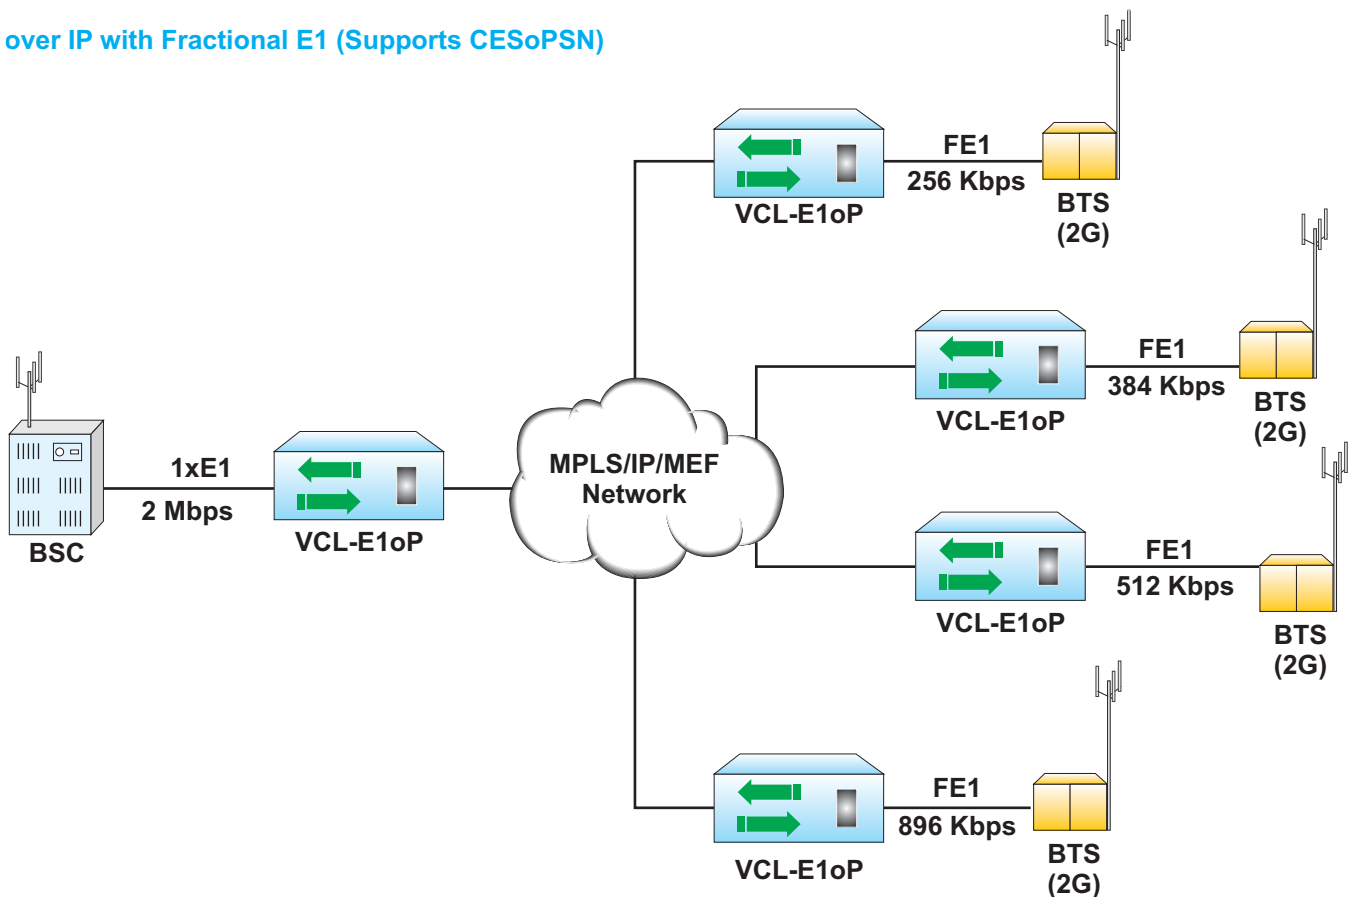 over IP with Fractional E1 (Supports CESoPSN)
FE1
256 Kbps
VCL-E1oP
BTS
(2G)
FE1
384 Kbps
VCL-E1oP
BTS
(2G)
1xE1
2 Mbps
BSC
VCL-E1oP
MPLS/IP/MEF
Network
FE1
512 Kbps
VCL-E1oP
BTS
(2G)
FE1
896 Kbps
VCL-E1oP
BTS
(2G)